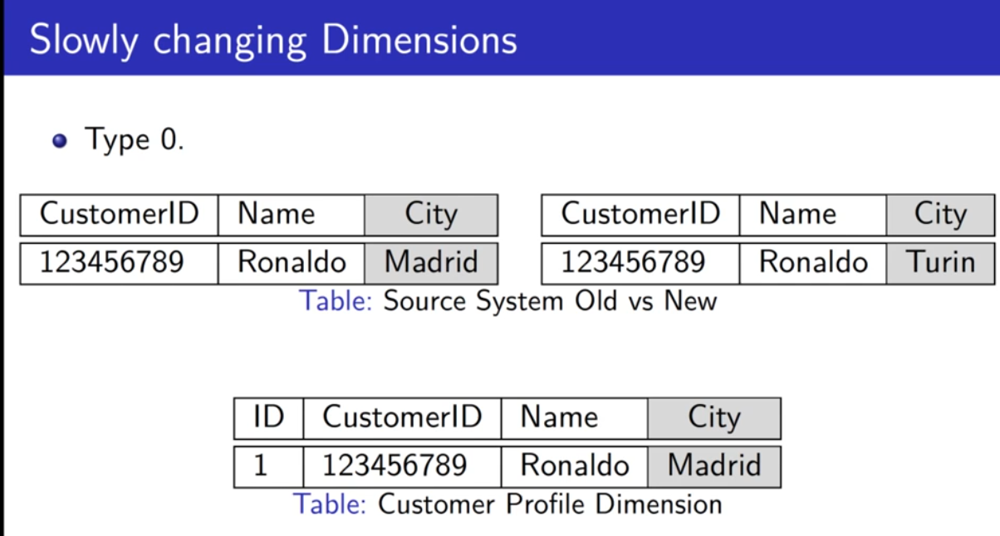 Slowly changing Dimensions
Type 0.
CustomerID Name City
123456789 Ronaldo Madrid
CustomerID Name City
123456789 Ronaldo Turin
Table: Source System Old vs New
ID CustomerID Name City
1 123456789 Ronaldo Madrid
Table: Customer Profile Dimension